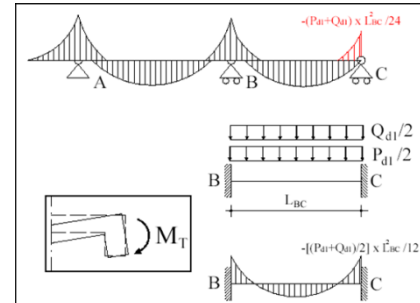 -(Pd1+Qd1) x L²BC/24
A
B
C
Qd1/2
Pd1/2
B
C
LBC
MT
-[(Pd1+Qd1)/2] x L²BC/12
B
C